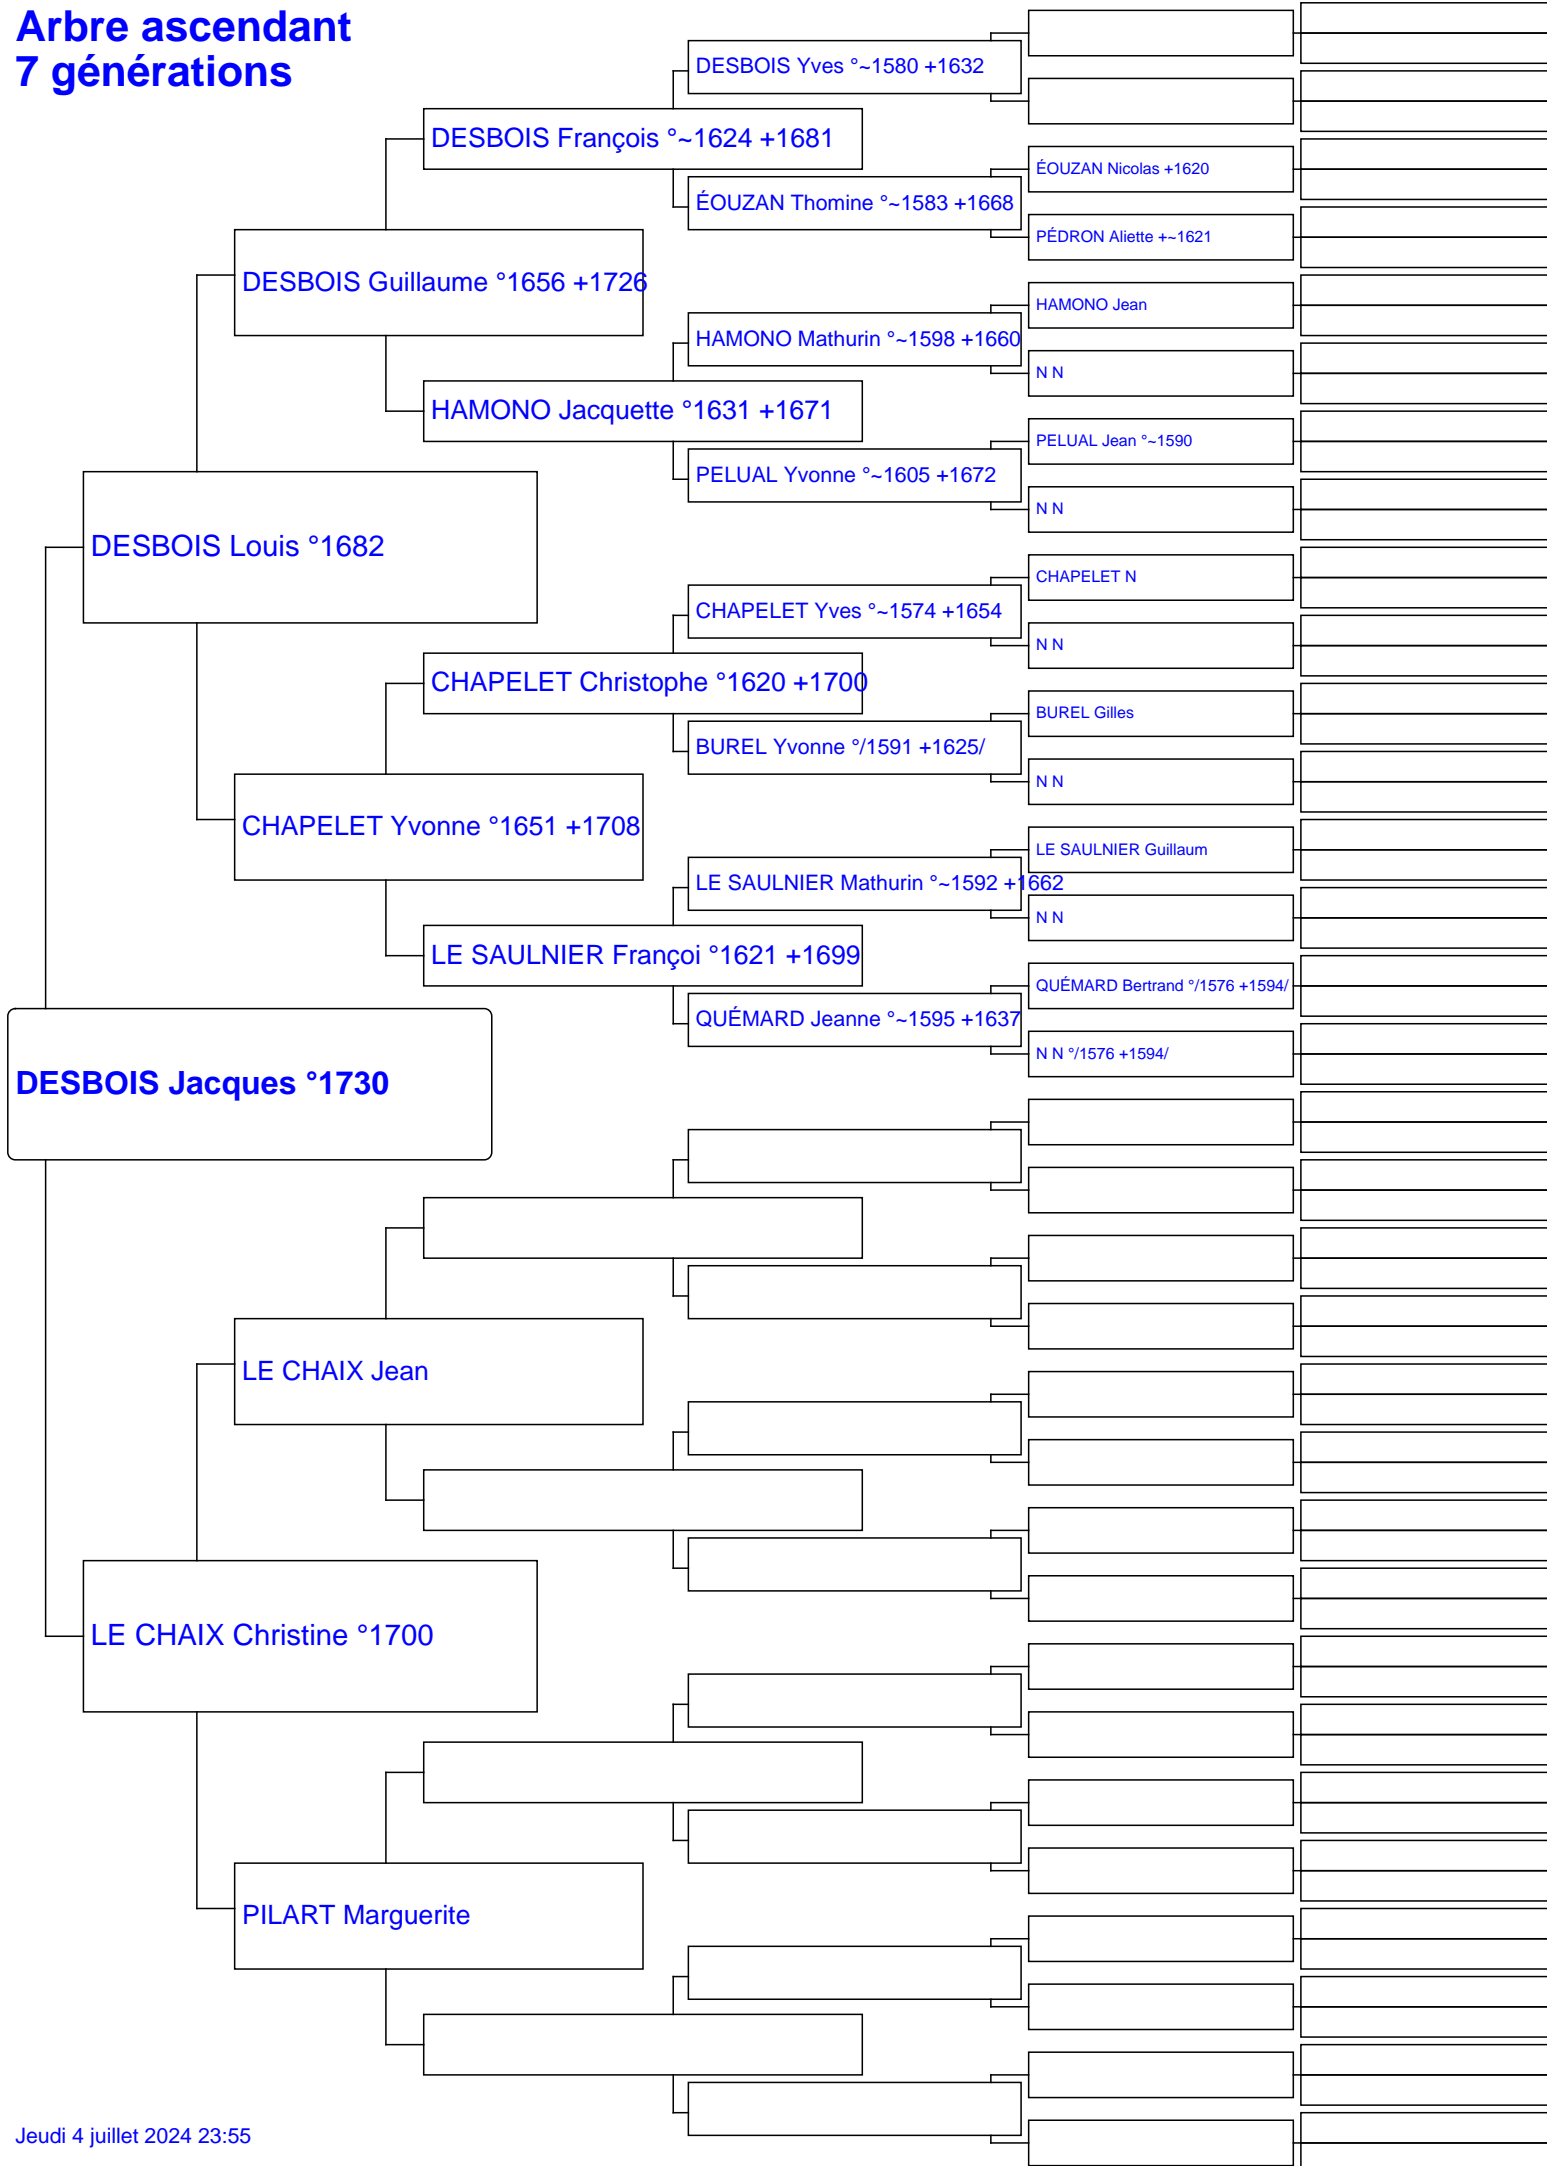 Arbre ascendant
7 générations
DESBOIS Yves °~1580 +1632
DESBOIS François °~1624 +1681
ÉOUZAN Nicolas +1620
ÉOUZAN Thomine °~1583 +1668
PÉDRON Aliette +~1621
DESBOIS Guillaume °1656 +1726
HAMONO Jean
HAMONO Mathurin °~1598 +1660
N N
HAMONO Jacquette °1631 +1671
PELUAL Jean °~1590
PELUAL Yvonne °~1605 +1672
N N
DESBOIS Louis °1682
CHAPELET N
CHAPELET Yves °~1574 +1654
N N
CHAPELET Christophe °1620 +1700
BUREL Gilles
BUREL Yvonne °/1591 +1625/
N N
CHAPELET Yvonne °1651 +1708
LE SAULNIER Guillaum
LE SAULNIER Mathurin °~1592 +1662
N N
LE SAULNIER Françoi °1621 +1699
QUÉMARD Bertrand °/1576 +1594/
QUÉMARD Jeanne °~1595 +1637
N N °/1576 +1594/
DESBOIS Jacques °1730
LE CHAIX Jean
LE CHAIX Christine °1700
PILART Marguerite
Jeudi 4 juillet 2024 23:55